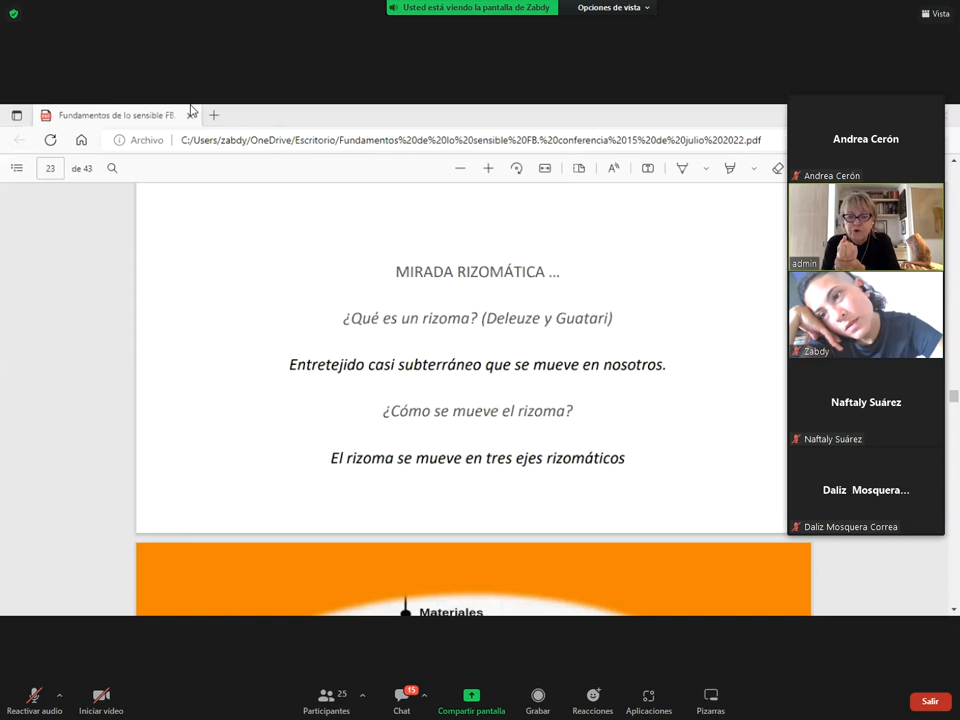 Usted está viendo la pantalla de Zabdy
Opciones de vista
Vista
Fundamentos de lo sensible FB.
Archivo
C:/Users/zabdy/OneDrive/Escritorio/Fundamentos%20de%20lo%20sensible%20FB.%20conferencia%2015%20de%20julio%202022.pdf
23 de 43
MIRADA RIZOMÁTICA ...
¿Qué es un rizoma? (Deleuze y Guatari)
Entretejido casi subterráneo que se mueve en nosotros.
¿Cómo se mueve el rizoma?
El rizoma se mueve en tres ejes rizomáticos
Materiales
Andrea Cerón
Andrea Cerón
admin
Zabdy
Naftaly Suárez
Naftaly Suárez
Daliz Mosquera...
Daliz Mosquera Correa
Reactivar audio
Iniciar video
25
Participantes
15
Chat
Compartir pantalla
Grabar
Reacciones
Aplicaciones
Pizarras
Salir